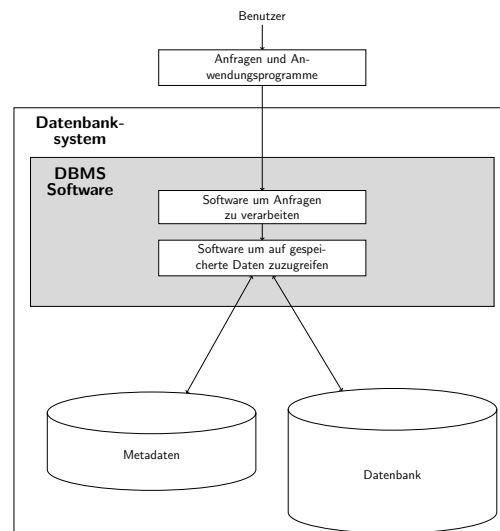 Benutzer
Anfragen und An-
wendungsprogramme
Datenbank-
system
DBMS
Software
Software um Anfragen
zu verarbeiten
Software um auf gespei-
cherte Daten zuzugreifen
Metadaten
Datenbank